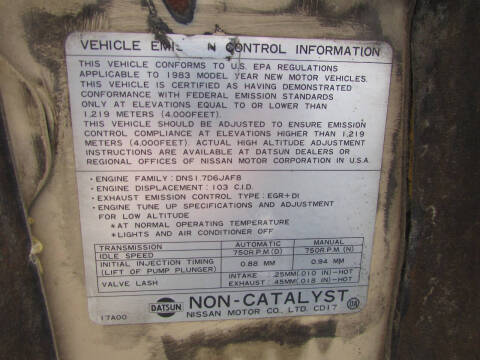 VEHICLE EMIS N CONTROL INFORMATION
THIS VEHICLE CONFORMS TO U.S. EPA REGULATIONS
APPLICABLE TO 1983 MODEL YEAR NEW MOTOR VEHICLES.
THIS VEHICLE IS CERTIFIED AS HAVING DEMONSTRATED
CONFORMANCE WITH FEDERAL EMISSION STANDARDS
ONLY AT ELEVATIONS EQUAL TO OR LOWER THAN
1,219 METERS (4,000FEET).
THIS VEHICLE SHOULD BE ADJUSTED TO ENSURE EMISSION
CONTROL COMPLIANCE AT ELEVATIONS HIGHER THAN 1,219
METERS (4,000FEET). ACTUAL HIGH ALTITUDE ADJUSTMENT
INSTRUCTIONS ARE AVAILABLE AT DATSUN DEALERS OR
REGIONAL OFFICES OF NISSAN MOTOR CORPORATION IN U.S.A.
• ENGINE FAMILY : DNS1.7D6JAF8
• ENGINE DISPLACEMENT : 103 C.I.D.
• EXHAUST EMISSION CONTROL TYPE : EGR+DI
• ENGINE TUNE UP SPECIFICATIONS AND ADJUSTMENT
FOR LOW ALTITUDE
*AT NORMAL OPERATING TEMPERATURE
*LIGHTS AND AIR CONDITIONER OFF
TRANSMISSION AUTOMATIC MANUAL
IDLE SPEED 750R.P.M.(D) 750R.P.M.(N)
INITIAL INJECTION TIMING
(LIFT OF PUMP PLUNGER) 0.88 MM 0.94 MM
VALVE LASH INTAKE : .25MM(.010 IN)-HOT
EXHAUST : .45MM(.018 IN)-HOT
DATSUN NON-CATALYST
17A00 NISSAN MOTOR CO., LTD. CD17